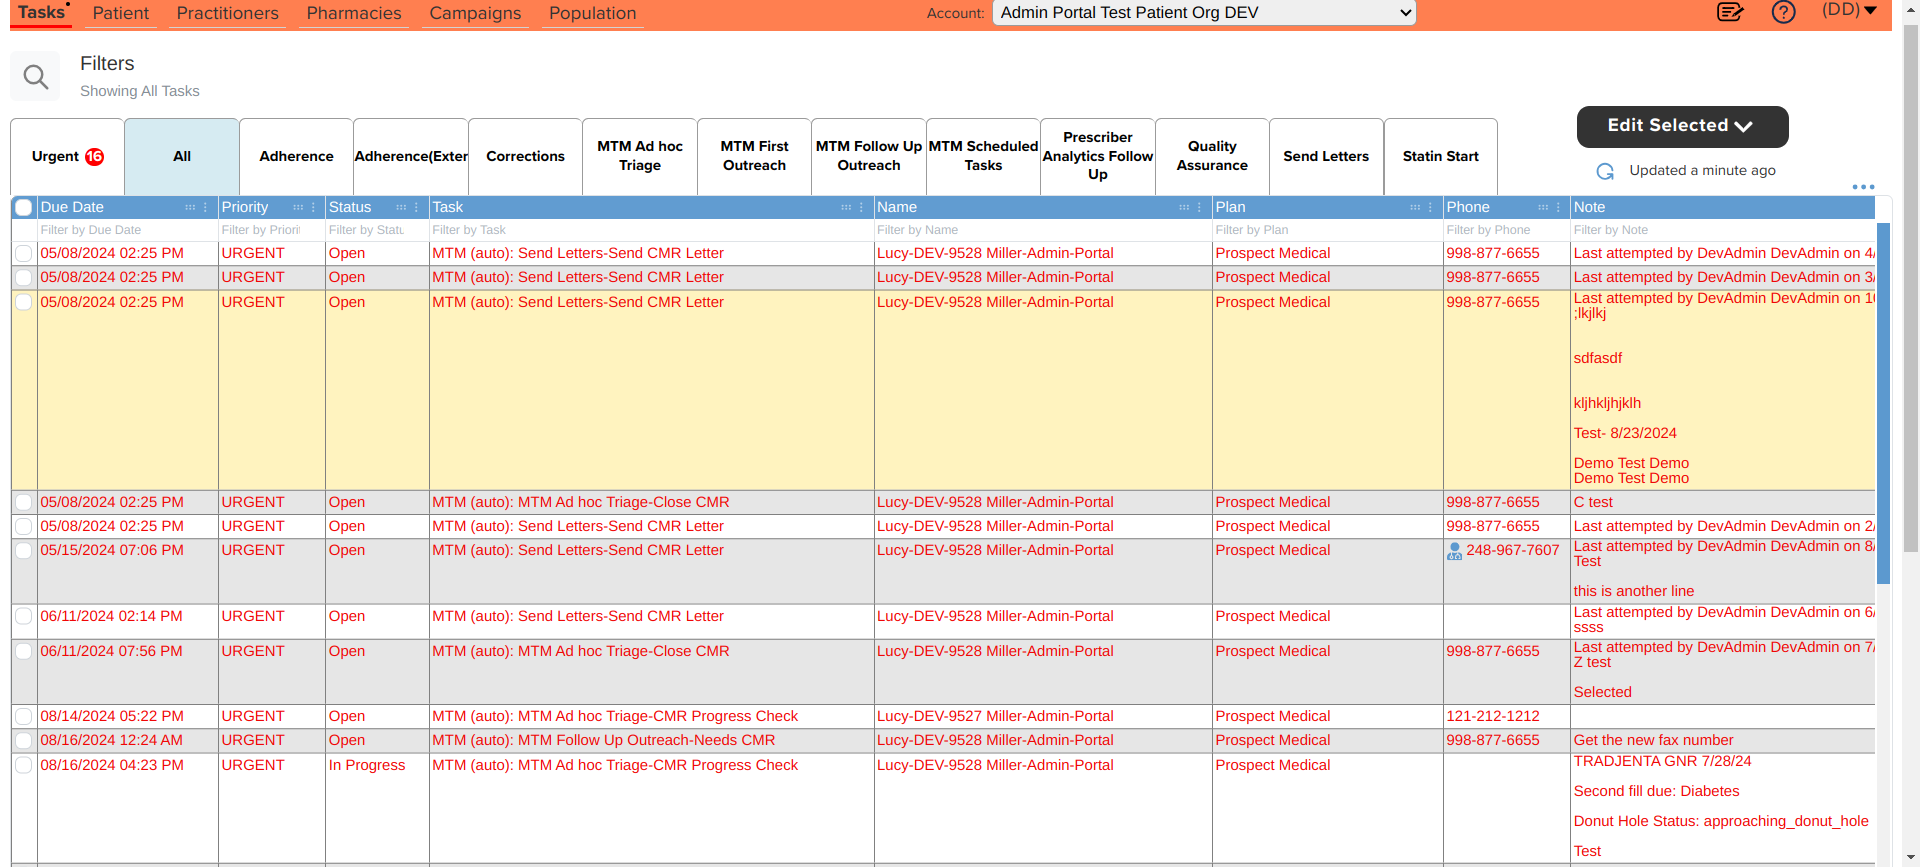 Tasks Patient Practitioners Pharmacies Campaigns Population Account: Admin Portal Test Patient Org DEV (DD)
Filters
Showing All Tasks
Edit Selected
Updated a minute ago
Urgent 16 All Adherence Adherence(Exter Corrections MTM Ad hoc Triage MTM First Outreach MTM Follow Up Outreach MTM Scheduled Tasks Prescriber Analytics Follow Up Quality Assurance Send Letters Statin Start
Due Date Priority Status Task Name Plan Phone Note
Filter by Due Date Filter by Priorit Filter by Statu Filter by Task Filter by Name Filter by Plan Filter by Phone Filter by Note
05/08/2024 02:25 PM URGENT Open MTM (auto): Send Letters-Send CMR Letter Lucy-DEV-9528 Miller-Admin-Portal Prospect Medical 998-877-6655 Last attempted by DevAdmin DevAdmin on 4/
05/08/2024 02:25 PM URGENT Open MTM (auto): Send Letters-Send CMR Letter Lucy-DEV-9528 Miller-Admin-Portal Prospect Medical 998-877-6655 Last attempted by DevAdmin DevAdmin on 3/
05/08/2024 02:25 PM URGENT Open MTM (auto): Send Letters-Send CMR Letter Lucy-DEV-9528 Miller-Admin-Portal Prospect Medical 998-877-6655 Last attempted by DevAdmin DevAdmin on 10
;lkjlkj
sdfasdf
kljhkljhjklh
Test- 8/23/2024
Demo Test Demo
Demo Test Demo
05/08/2024 02:25 PM URGENT Open MTM (auto): MTM Ad hoc Triage-Close CMR Lucy-DEV-9528 Miller-Admin-Portal Prospect Medical 998-877-6655 C test
05/08/2024 02:25 PM URGENT Open MTM (auto): Send Letters-Send CMR Letter Lucy-DEV-9528 Miller-Admin-Portal Prospect Medical 998-877-6655 Last attempted by DevAdmin DevAdmin on 2/
05/15/2024 07:06 PM URGENT Open MTM (auto): Send Letters-Send CMR Letter Lucy-DEV-9528 Miller-Admin-Portal Prospect Medical 248-967-7607 Last attempted by DevAdmin DevAdmin on 8/
Test
this is another line
06/11/2024 02:14 PM URGENT Open MTM (auto): Send Letters-Send CMR Letter Lucy-DEV-9528 Miller-Admin-Portal Prospect Medical Last attempted by DevAdmin DevAdmin on 6/
ssss
06/11/2024 07:56 PM URGENT Open MTM (auto): MTM Ad hoc Triage-Close CMR Lucy-DEV-9528 Miller-Admin-Portal Prospect Medical 998-877-6655 Last attempted by DevAdmin DevAdmin on 7/
Z test
Selected
08/14/2024 05:22 PM URGENT Open MTM (auto): MTM Ad hoc Triage-CMR Progress Check Lucy-DEV-9527 Miller-Admin-Portal Prospect Medical 121-212-1212
08/16/2024 12:24 AM URGENT Open MTM (auto): MTM Follow Up Outreach-Needs CMR Lucy-DEV-9528 Miller-Admin-Portal Prospect Medical 998-877-6655 Get the new fax number
08/16/2024 04:23 PM URGENT In Progress MTM (auto): MTM Ad hoc Triage-CMR Progress Check Lucy-DEV-9528 Miller-Admin-Portal Prospect Medical TRADJENTA GNR 7/28/24
Second fill due: Diabetes
Donut Hole Status: approaching_donut_hole
Test